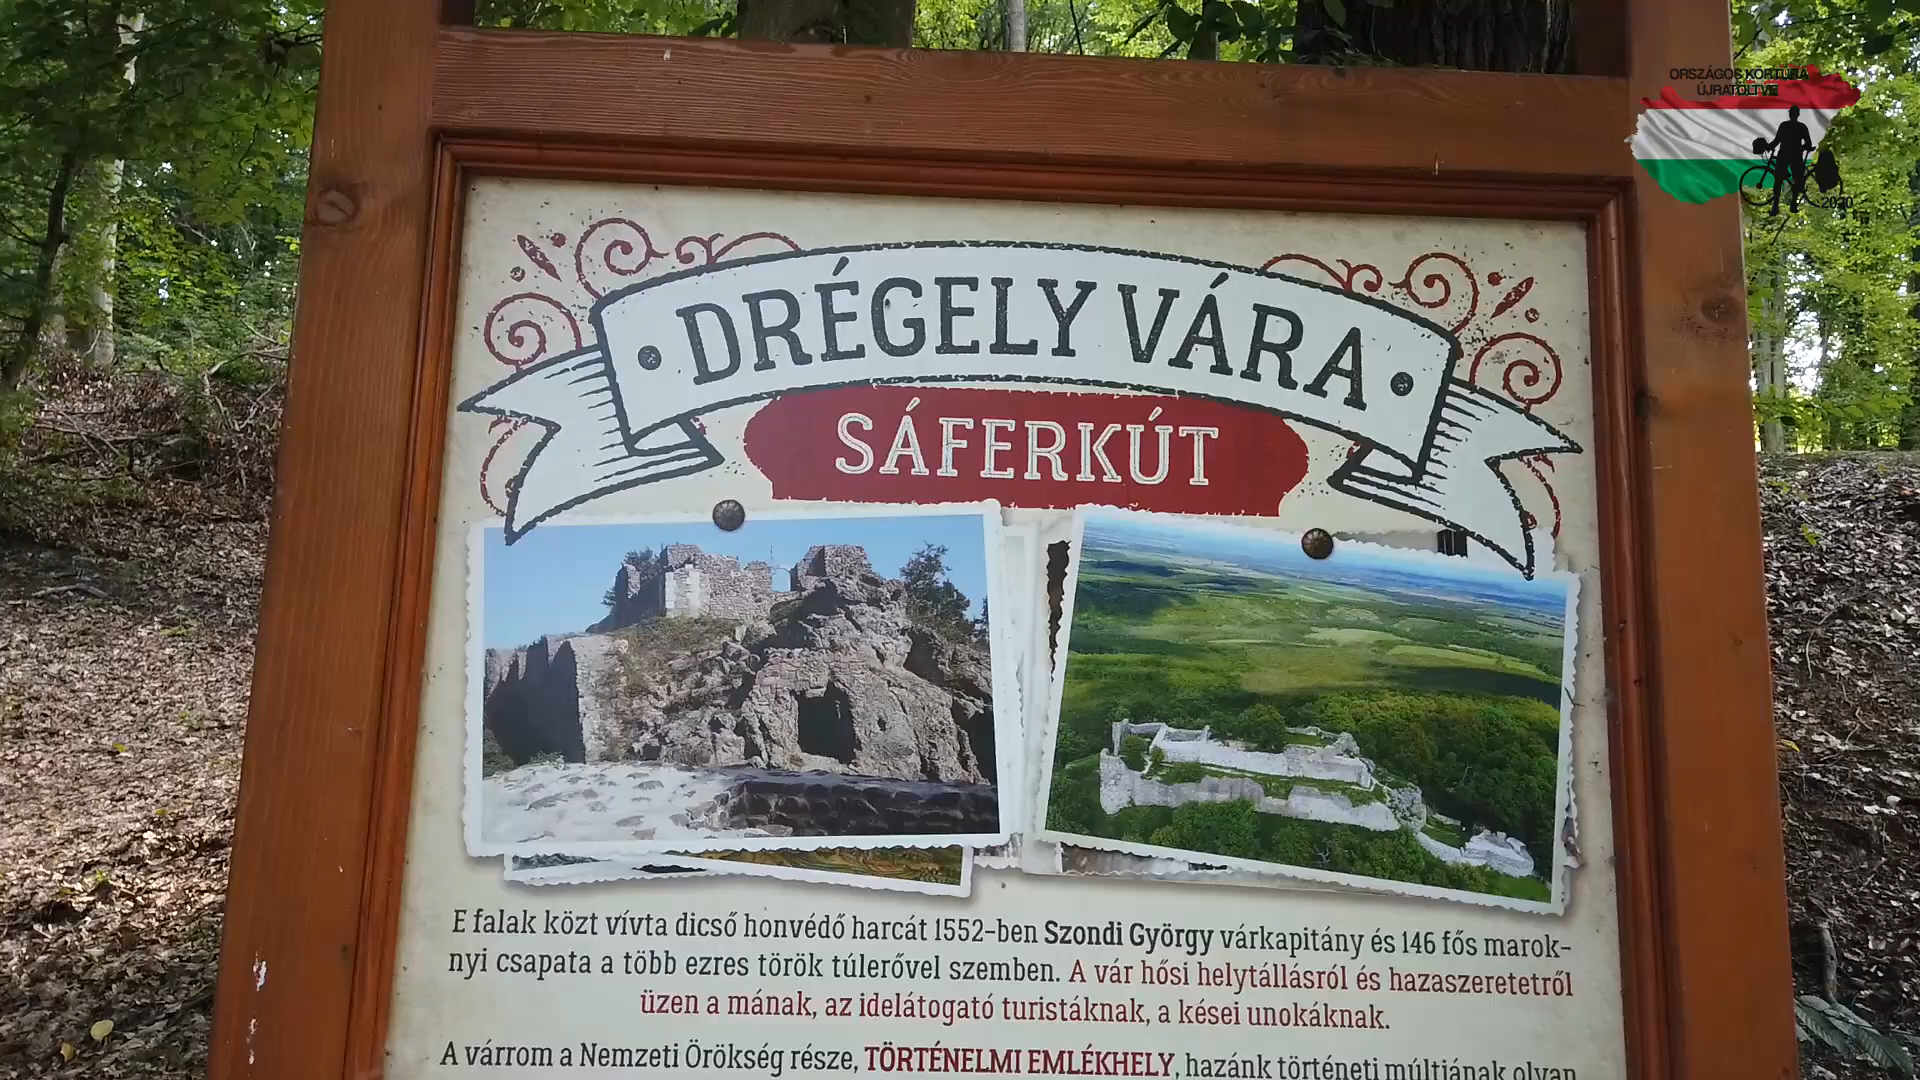 ORSZÁGOS KÖRTÚRA
ÚJRATÖLTVE
2020
DRÉGELY VÁRA
SÁFERKÚT
E falak közt vívta dicső honvédő harcát 1552-ben Szondi György várkapitány és 146 fős marok-
nyi csapata a több ezres török túlerővel szemben. A vár hősi helytállásról és hazaszeretetről
üzen a mának, az idelátogató turistáknak, a kései unokáknak.
A várrom a Nemzeti Örökség része, TÖRTÉNELMI EMLÉKHELY, hazánk történeti múltjának olyan